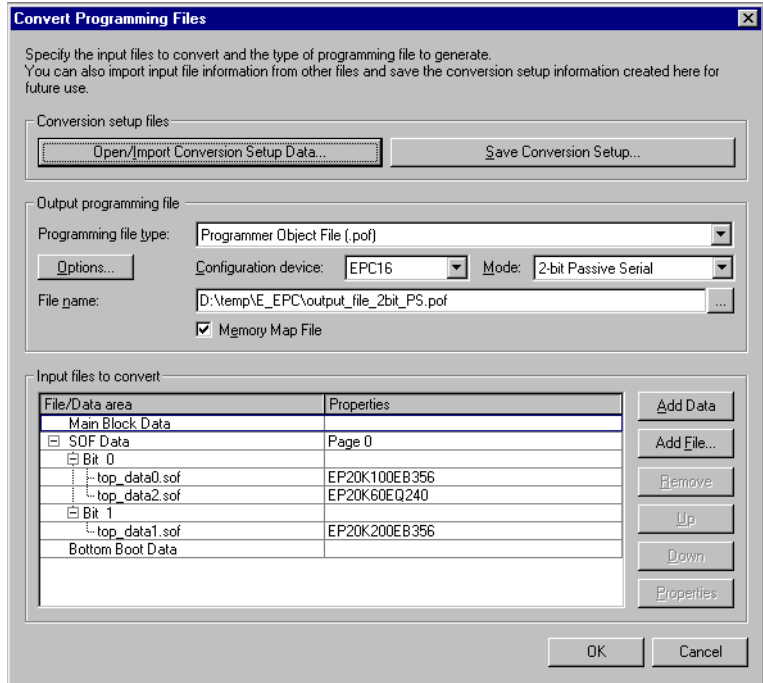 Convert Programming Files
Specify the input files to convert and the type of programming file to generate.
You can also import input file information from other files and save the conversion setup information created here for
future use.
Conversion setup files
Open/Import Conversion Setup Data... Save Conversion Setup...
Output programming file
Programming file type: Programmer Object File (.pof)
Options... Configuration device: EPC16 Mode: 2-bit Passive Serial
File name: D:\temp\E_EPC\output_file_2bit_PS.pof ...
Memory Map File
Input files to convert
File/Data area Properties Add Data
Main Block Data
SOF Data Page 0 Add File...
Bit 0
top_data0.sof EP20K100EB356 Remove
top_data2.sof EP20K60EQ240
Bit 1 Up
top_data1.sof EP20K200EB356
Bottom Boot Data Down
Properties
OK Cancel